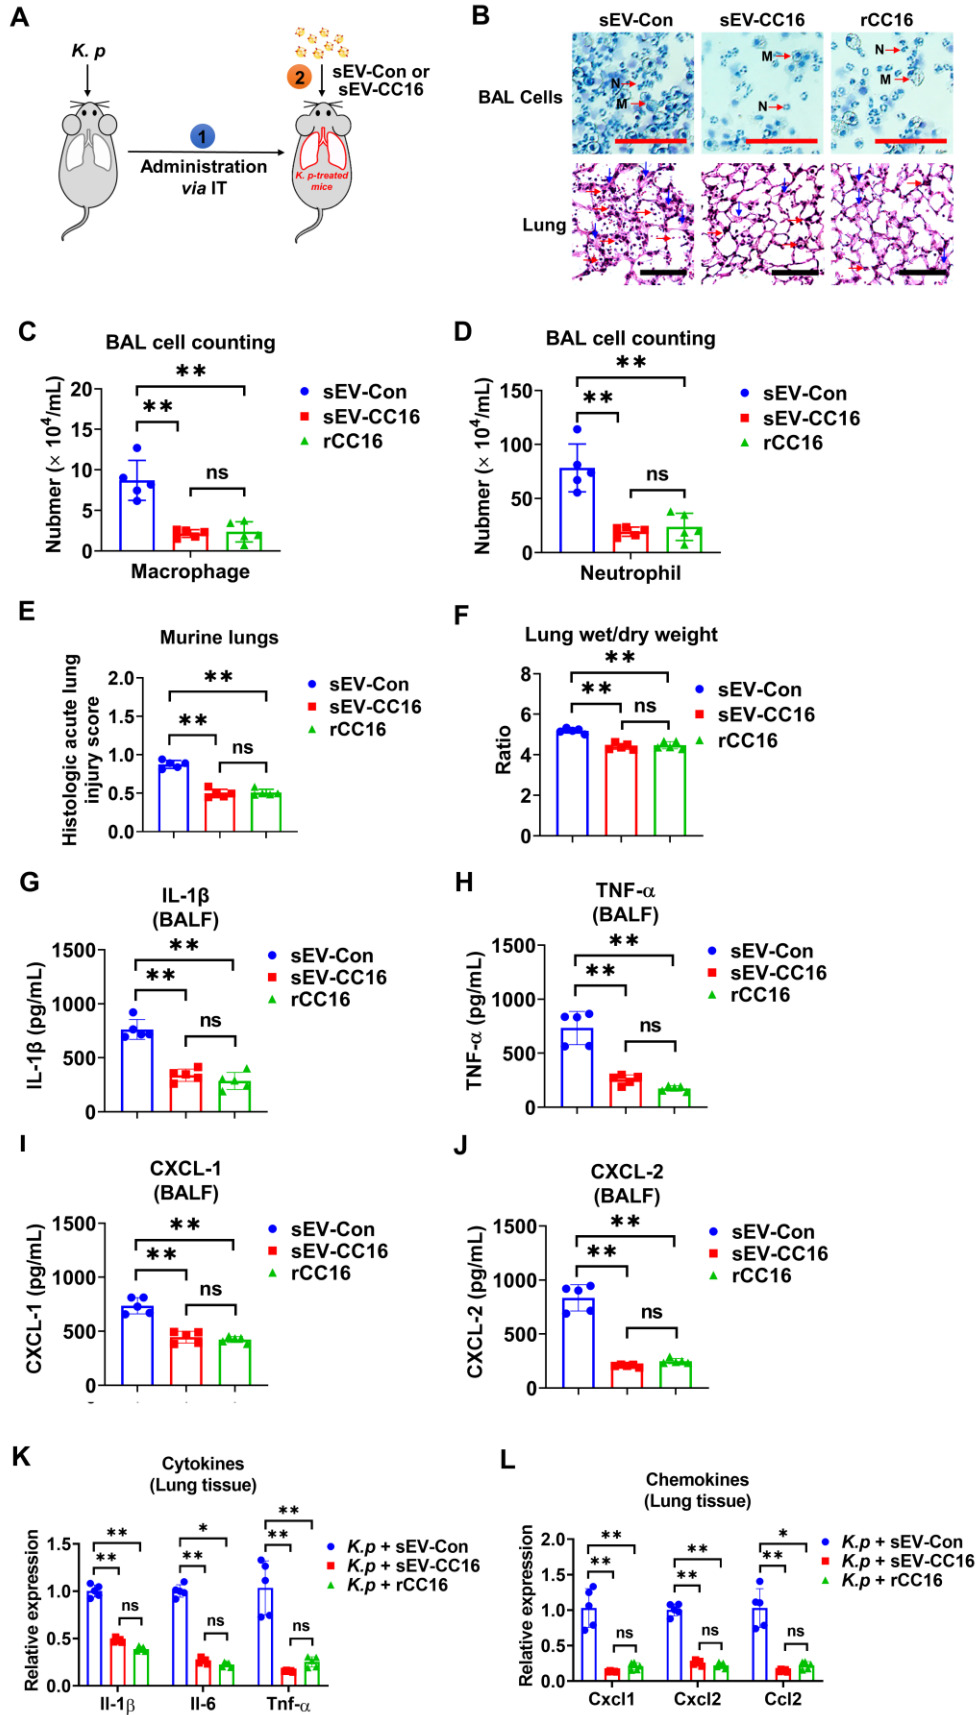 A
K. p
1
Administration
via IT
2
sEV-Con or
sEV-CC16
K. p-treated
mice
B
sEV-Con
sEV-CC16
rCC16
BAL Cells
N
M
M
N
N
M
Lung
C
BAL cell counting
Nubmer (× 10⁴/mL)
20
15
10
5
0
**
**
ns
Macrophage
sEV-Con
sEV-CC16
rCC16
D
BAL cell counting
Nubmer (× 10⁴/mL)
150
100
50
0
**
**
ns
Neutrophil
sEV-Con
sEV-CC16
rCC16
E
Murine lungs
Histologic acute lung
injury score
2.0
1.5
1.0
0.5
0.0
**
**
ns
sEV-Con
sEV-CC16
rCC16
F
Lung wet/dry weight
Ratio
8
6
4
2
0
**
**
ns
sEV-Con
sEV-CC16
rCC16
G
IL-1β
(BALF)
IL-1β (pg/mL)
1500
1000
500
0
**
**
ns
sEV-Con
sEV-CC16
rCC16
H
TNF-α
(BALF)
TNF-α (pg/mL)
1500
1000
500
0
**
**
ns
sEV-Con
sEV-CC16
rCC16
I
CXCL-1
(BALF)
CXCL-1 (pg/mL)
1500
1000
500
0
**
**
ns
sEV-Con
sEV-CC16
rCC16
J
CXCL-2
(BALF)
CXCL-2 (pg/mL)
1500
1000
500
0
**
**
ns
sEV-Con
sEV-CC16
rCC16
K
Cytokines
(Lung tissue)
Relative expression
1.5
1.0
0.5
0.0
**
**
ns
*
**
ns
**
**
ns
Il-1β
Il-6
Tnf-α
K.p + sEV-Con
K.p + sEV-CC16
K.p + rCC16
L
Chemokines
(Lung tissue)
Relative expression
2.0
1.5
1.0
0.5
0.0
**
**
ns
**
**
ns
*
**
ns
Cxcl1
Cxcl2
Ccl2
K.p + sEV-Con
K.p + sEV-CC16
K.p + rCC16